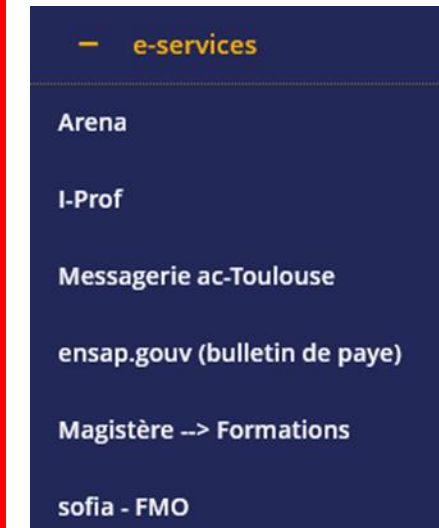 – e-services
Arena
I-Prof
Messagerie ac-Toulouse
ensap.gouv (bulletin de paye)
Magistère --> Formations
sofia - FMO